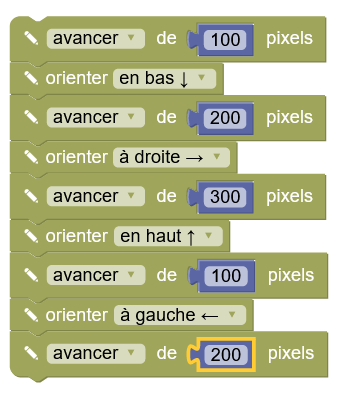 avancer de 100 pixels
orienter en bas ↓
avancer de 200 pixels
orienter à droite →
avancer de 300 pixels
orienter en haut ↑
avancer de 100 pixels
orienter à gauche ←
avancer de 200 pixels